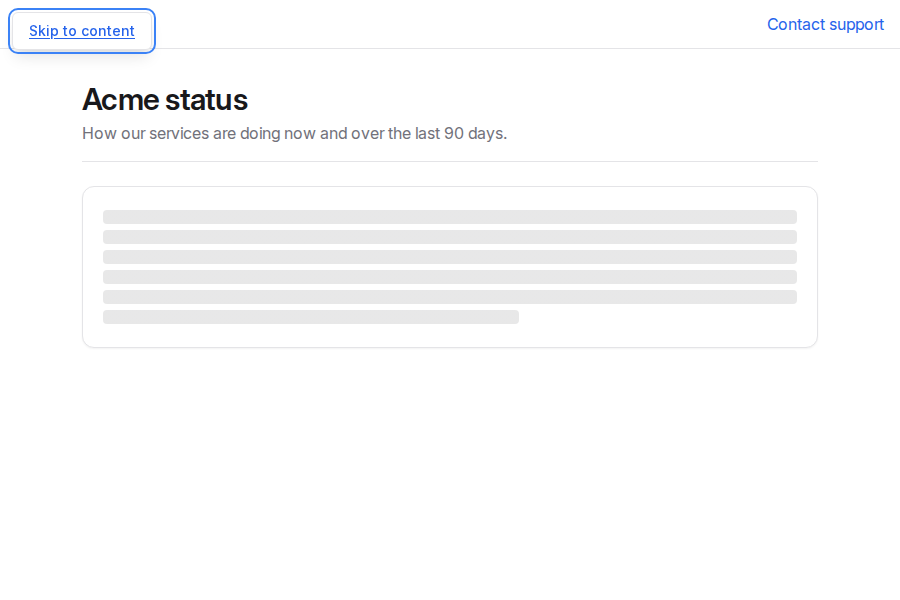 Skip to content
Contact support
Acme status
How our services are doing now and over the last 90 days.